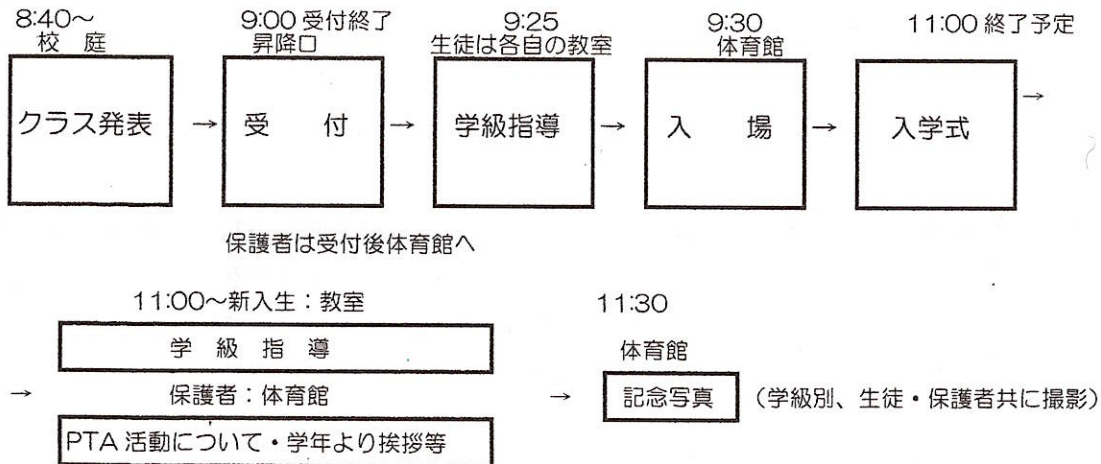 8:40～ 9:00 受付終了 9:25 9:30 11:00 終了予定
校 庭 昇降口 生徒は各自の教室 体育館
クラス発表 → 受 付 → 学級指導 → 入 場 → 入学式 →
保護者は受付後体育館へ
11:00～新入生：教室 11:30
学 級 指 導 体育館
→ 保護者：体育館 → 記念写真 (学級別、生徒・保護者共に撮影)
PTA 活動について・学年より挨拶等